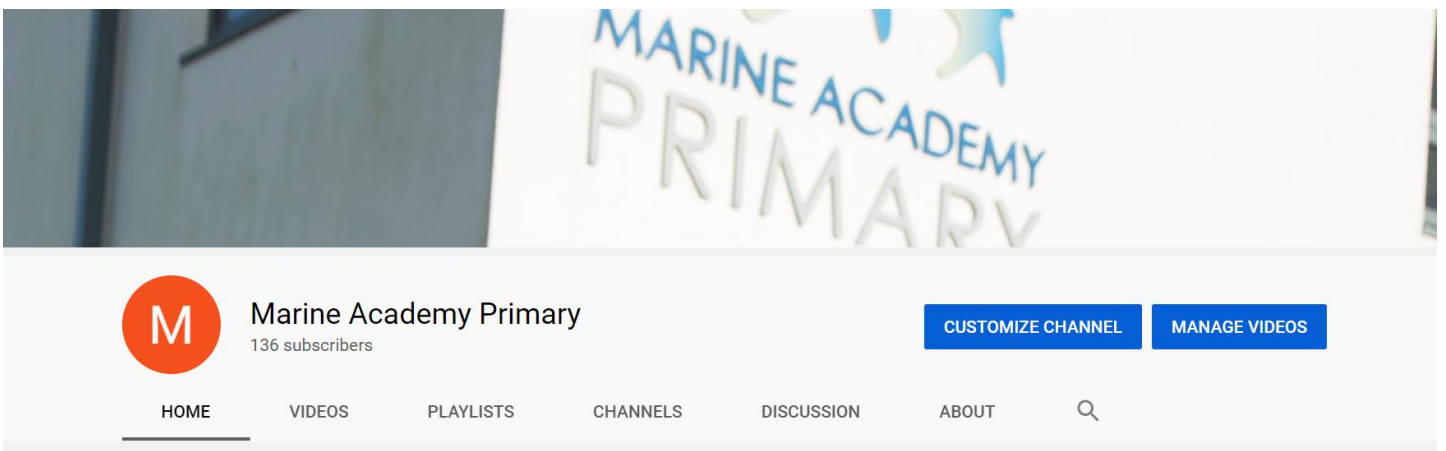 MARINE ACADEMY
PRIMARY
M
Marine Academy Primary
136 subscribers
CUSTOMIZE CHANNEL
MANAGE VIDEOS
HOME
VIDEOS
PLAYLISTS
CHANNELS
DISCUSSION
ABOUT